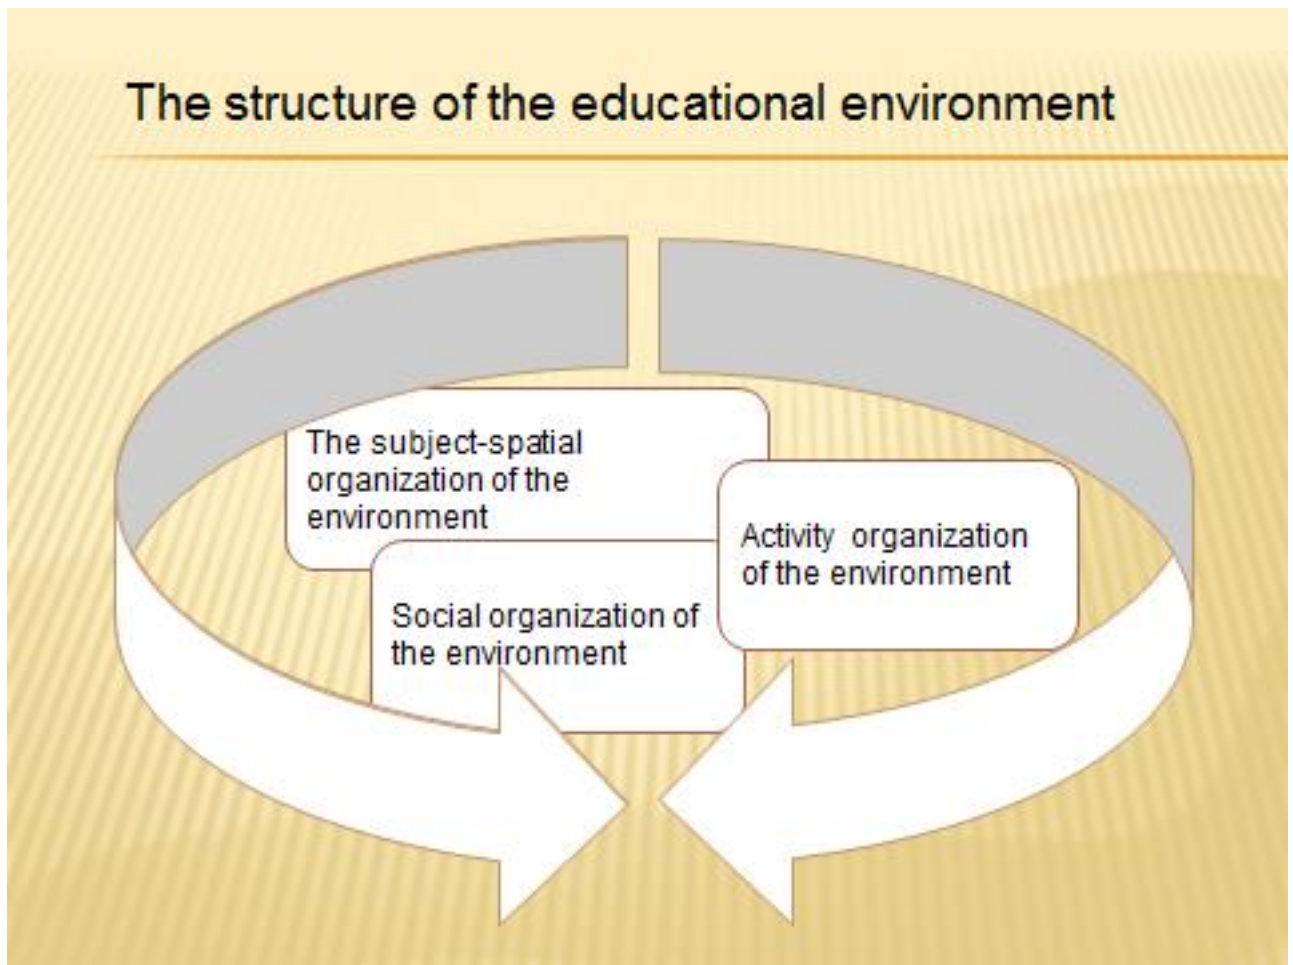 The structure of the educational environment
The subject-spatial
organization of the
environment
Activity organization
of the environment
Social organization of
the environment